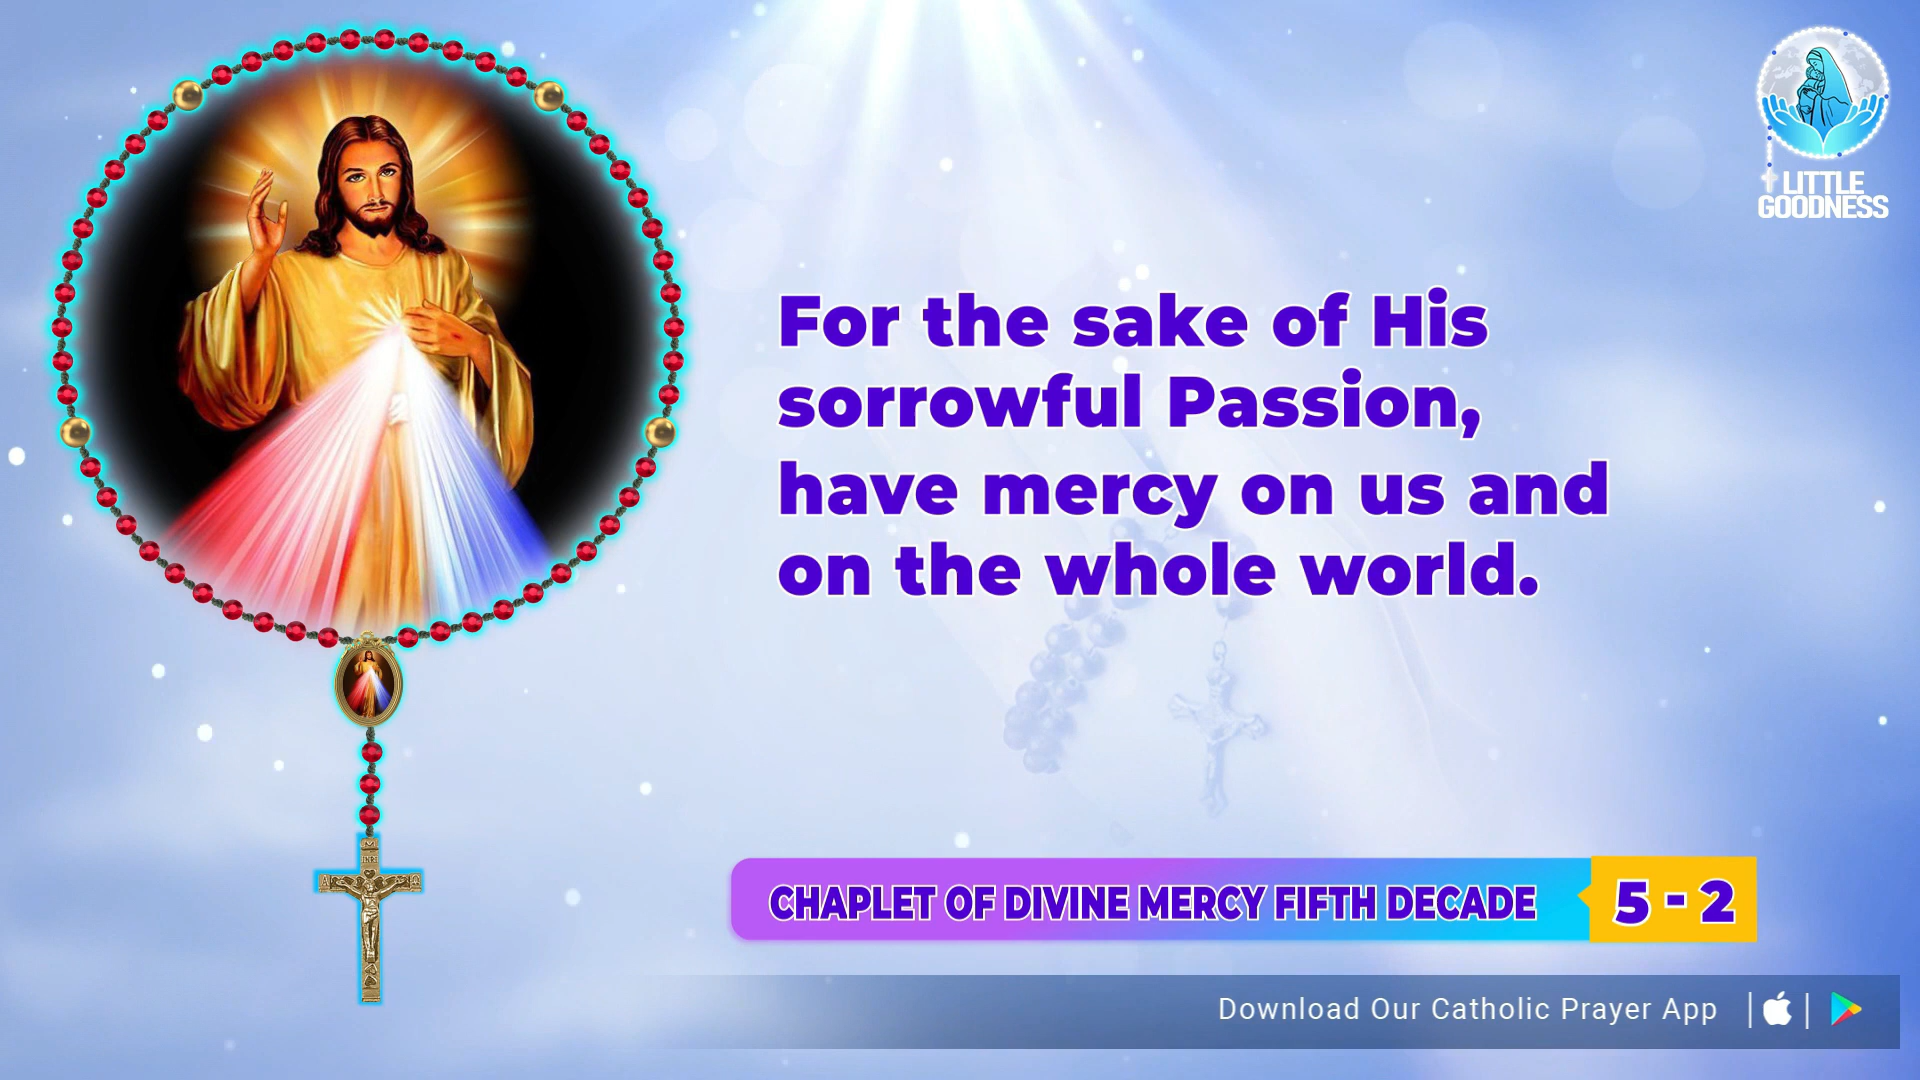 LITTLE
GOODNESS
For the sake of His
sorrowful Passion,
have mercy on us and
on the whole world.
INRI
CHAPLET OF DIVINE MERCY FIFTH DECADE
5 - 2
Download Our Catholic Prayer App